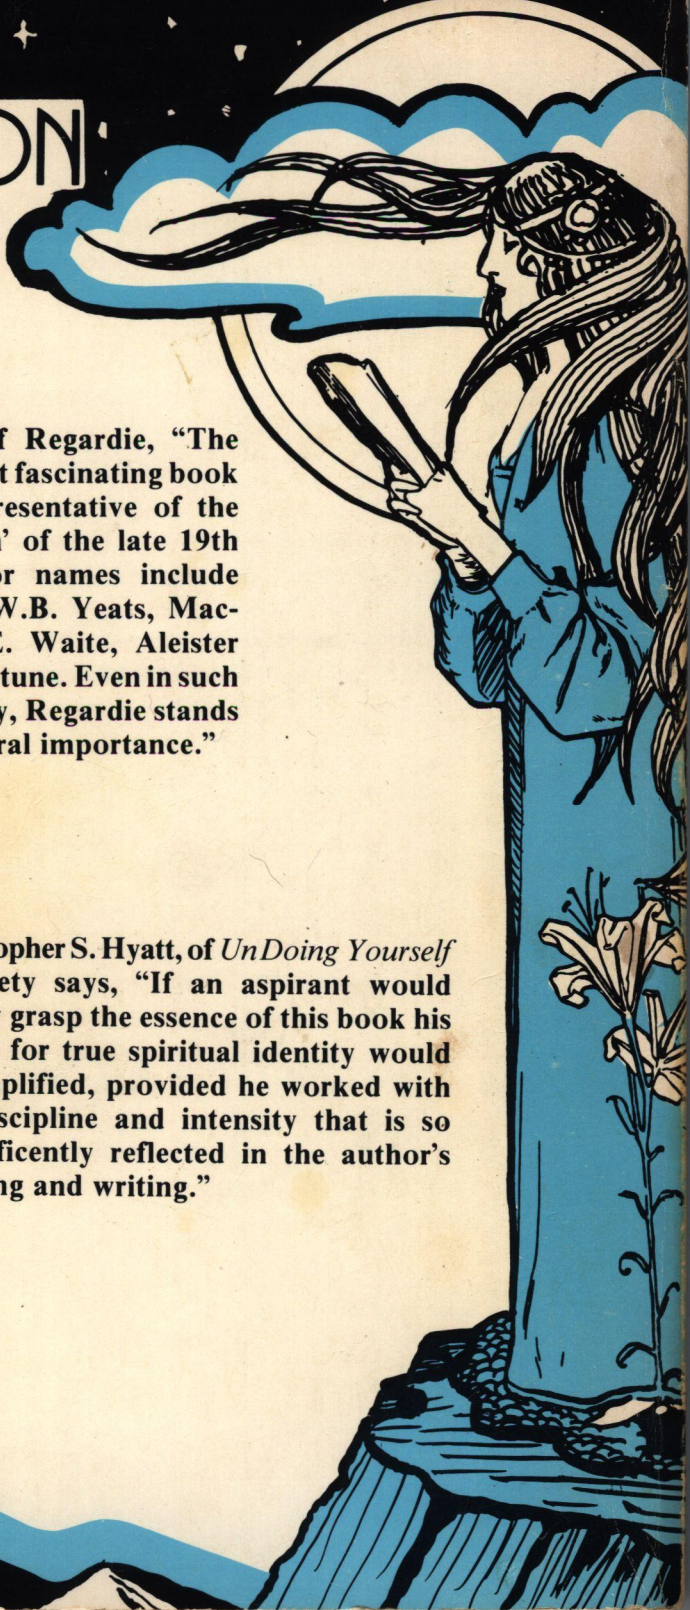 ON
f Regardie, “The
t fascinating book
resentative of the
’ of the late 19th
or names include
W.B. Yeats, Mac-
E. Waite, Aleister
tune. Even in such
y, Regardie stands
ral importance.”
opher S. Hyatt, of UnDoing Yourself
ety says, “If an aspirant would
y grasp the essence of this book his
for true spiritual identity would
plified, provided he worked with
scipline and intensity that is so
ficently reflected in the author’s
ng and writing.”